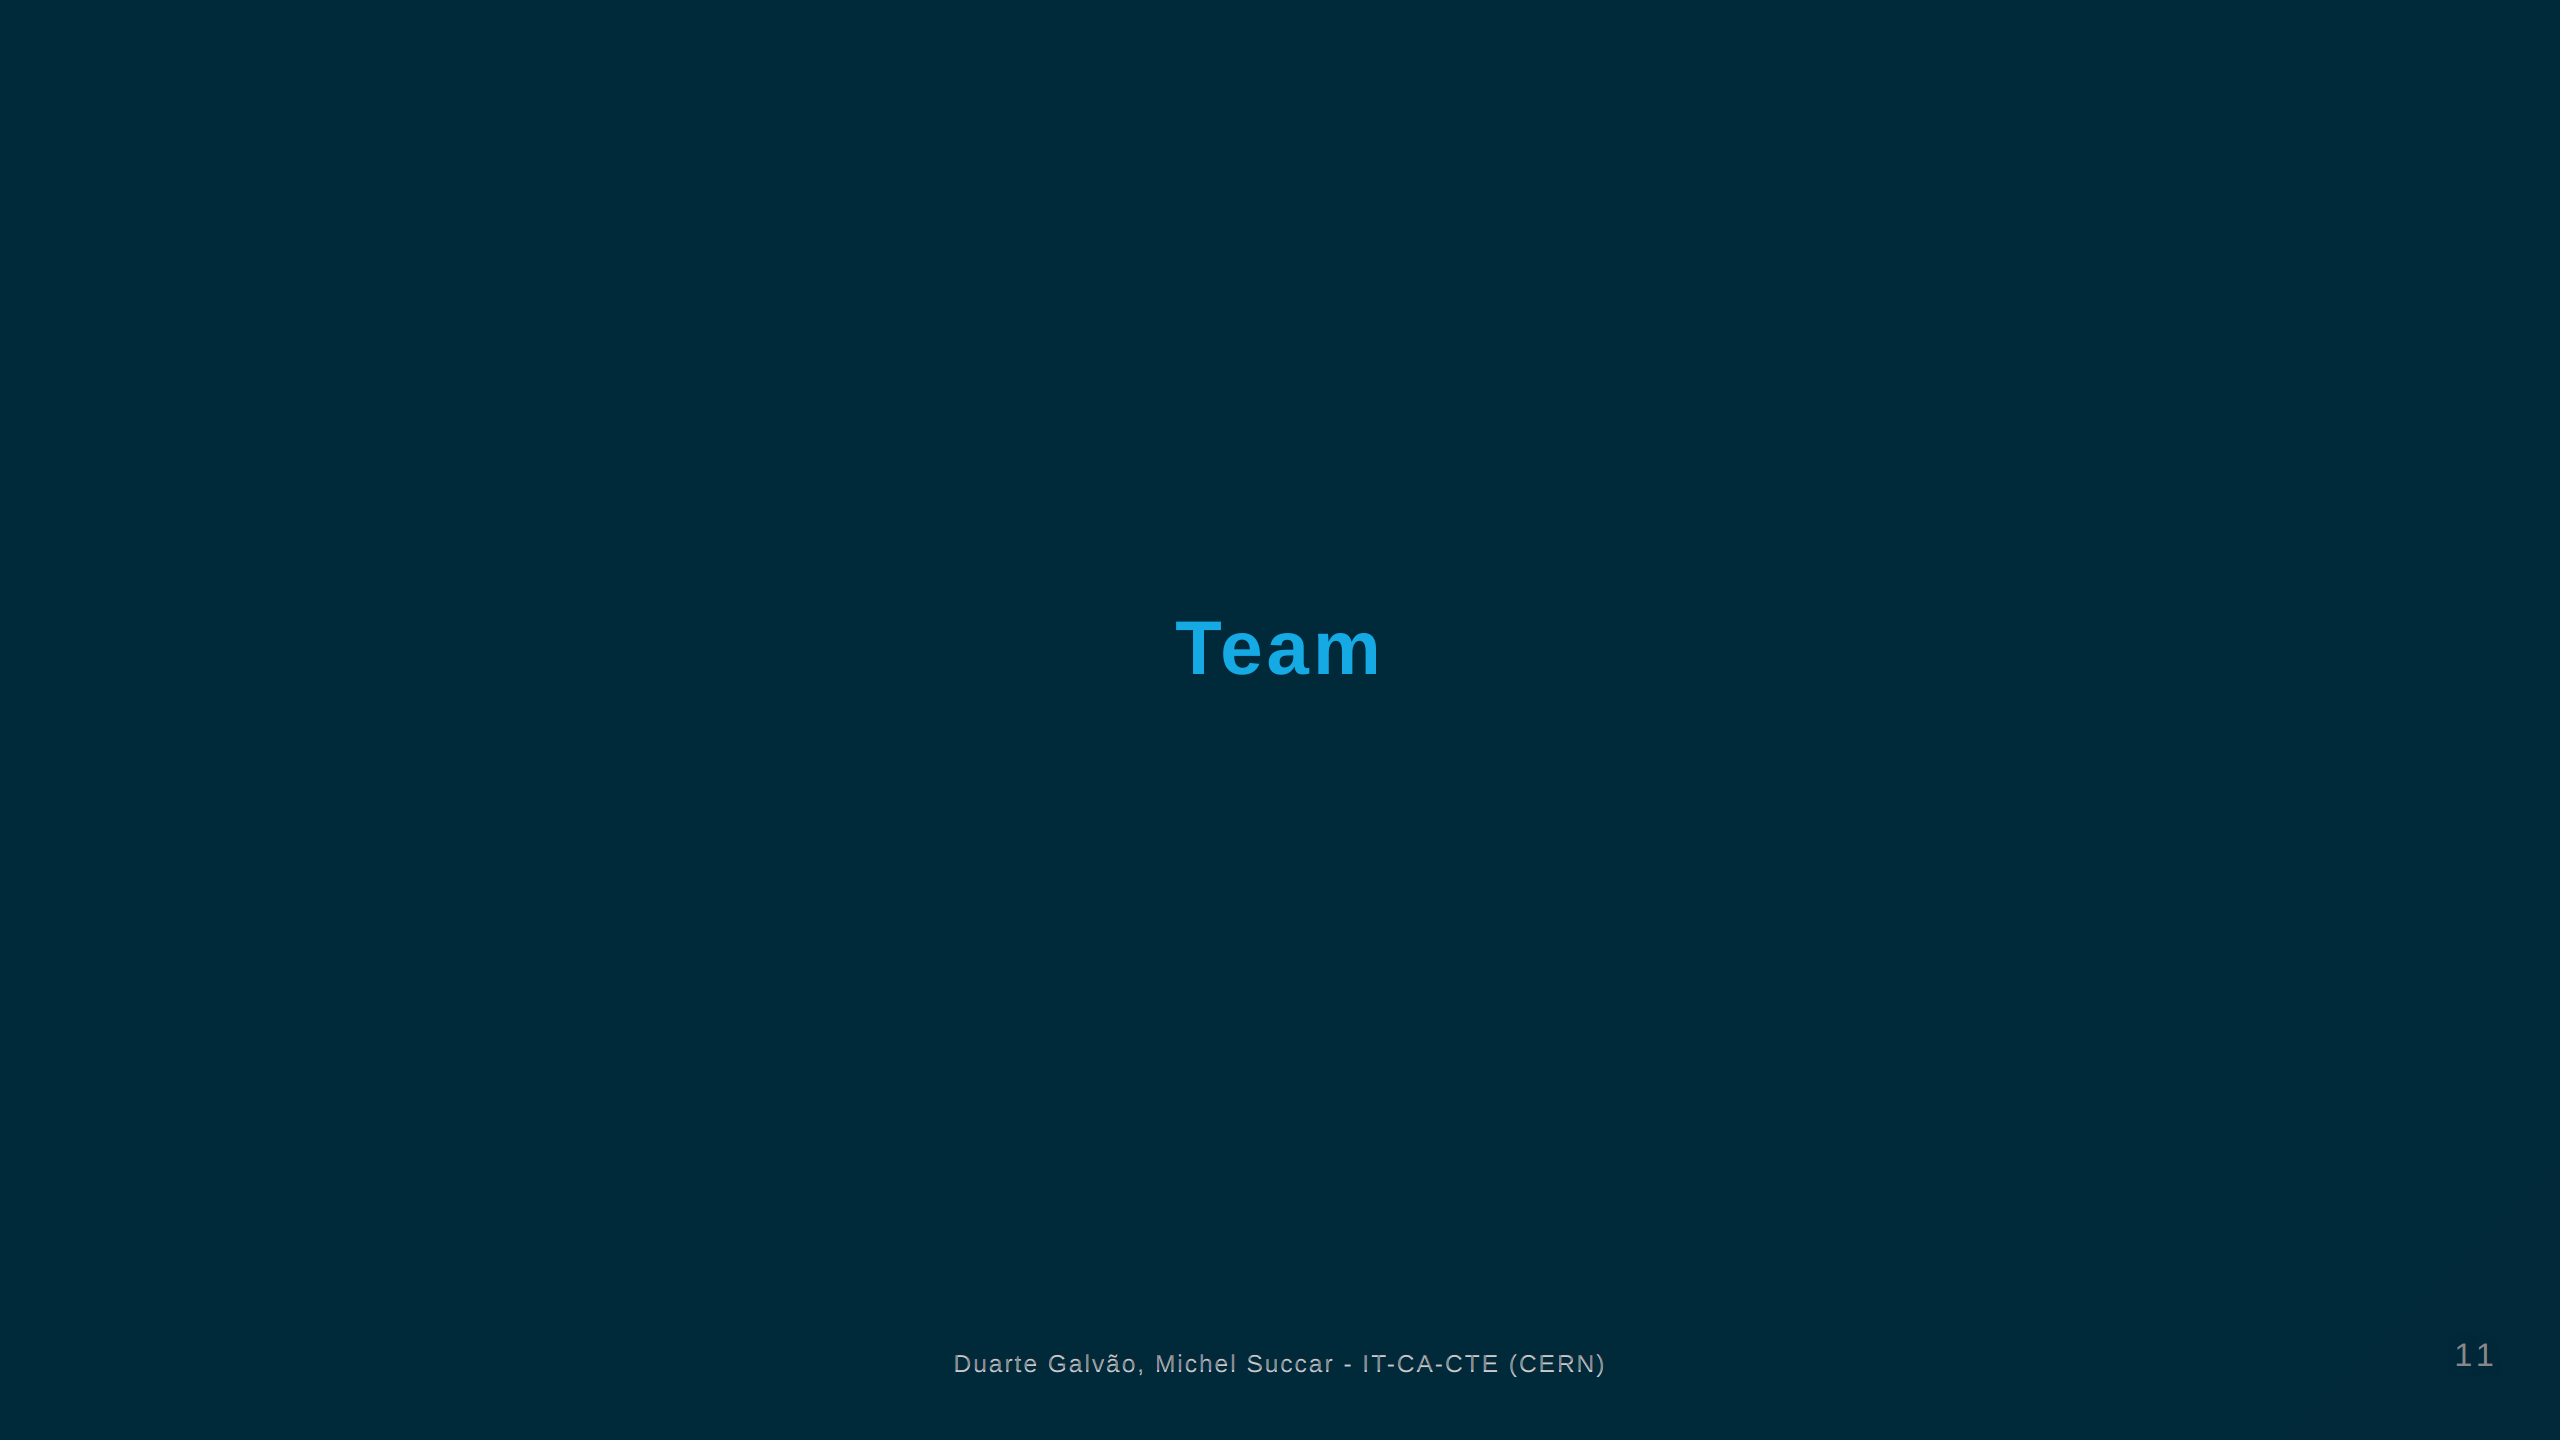 Team
Duarte Galvão, Michel Succar - IT-CA-CTE (CERN)
11